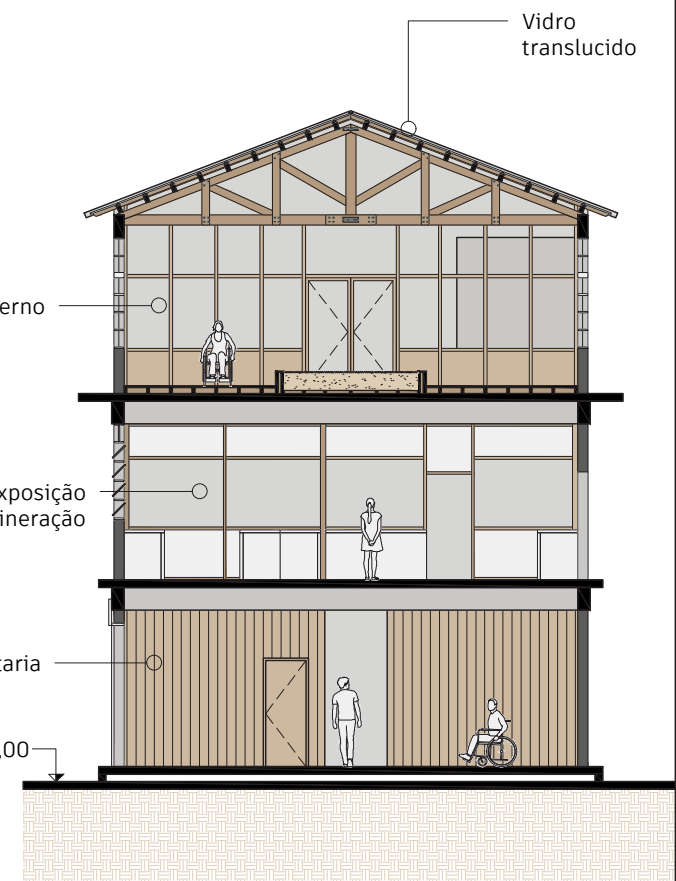 Vidro
translucido
erno
xposição
ineração
taria
,00